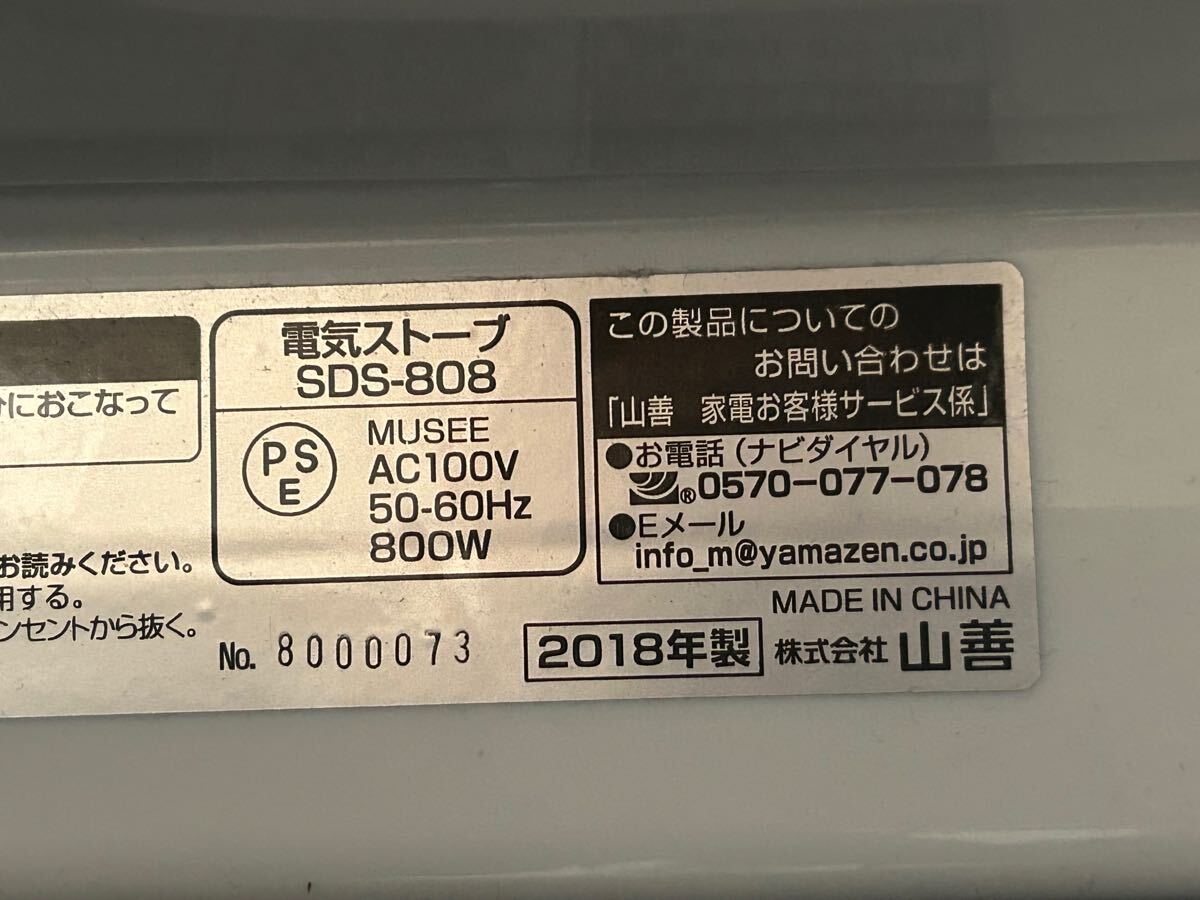 におこなって
お読みください。
用する。
ンセントから抜く。
電気ストーブ
SDS-808
PS
E
MUSEE
AC100V
50-60Hz
800W
No. 8000073
この製品についての
お問い合わせは
「山善 家電お客様サービス係」
●お電話(ナビダイヤル)
®0570-077-078
●Eメール
info_m@yamazen.co.jp
MADE IN CHINA
2018年製 株式会社 山善